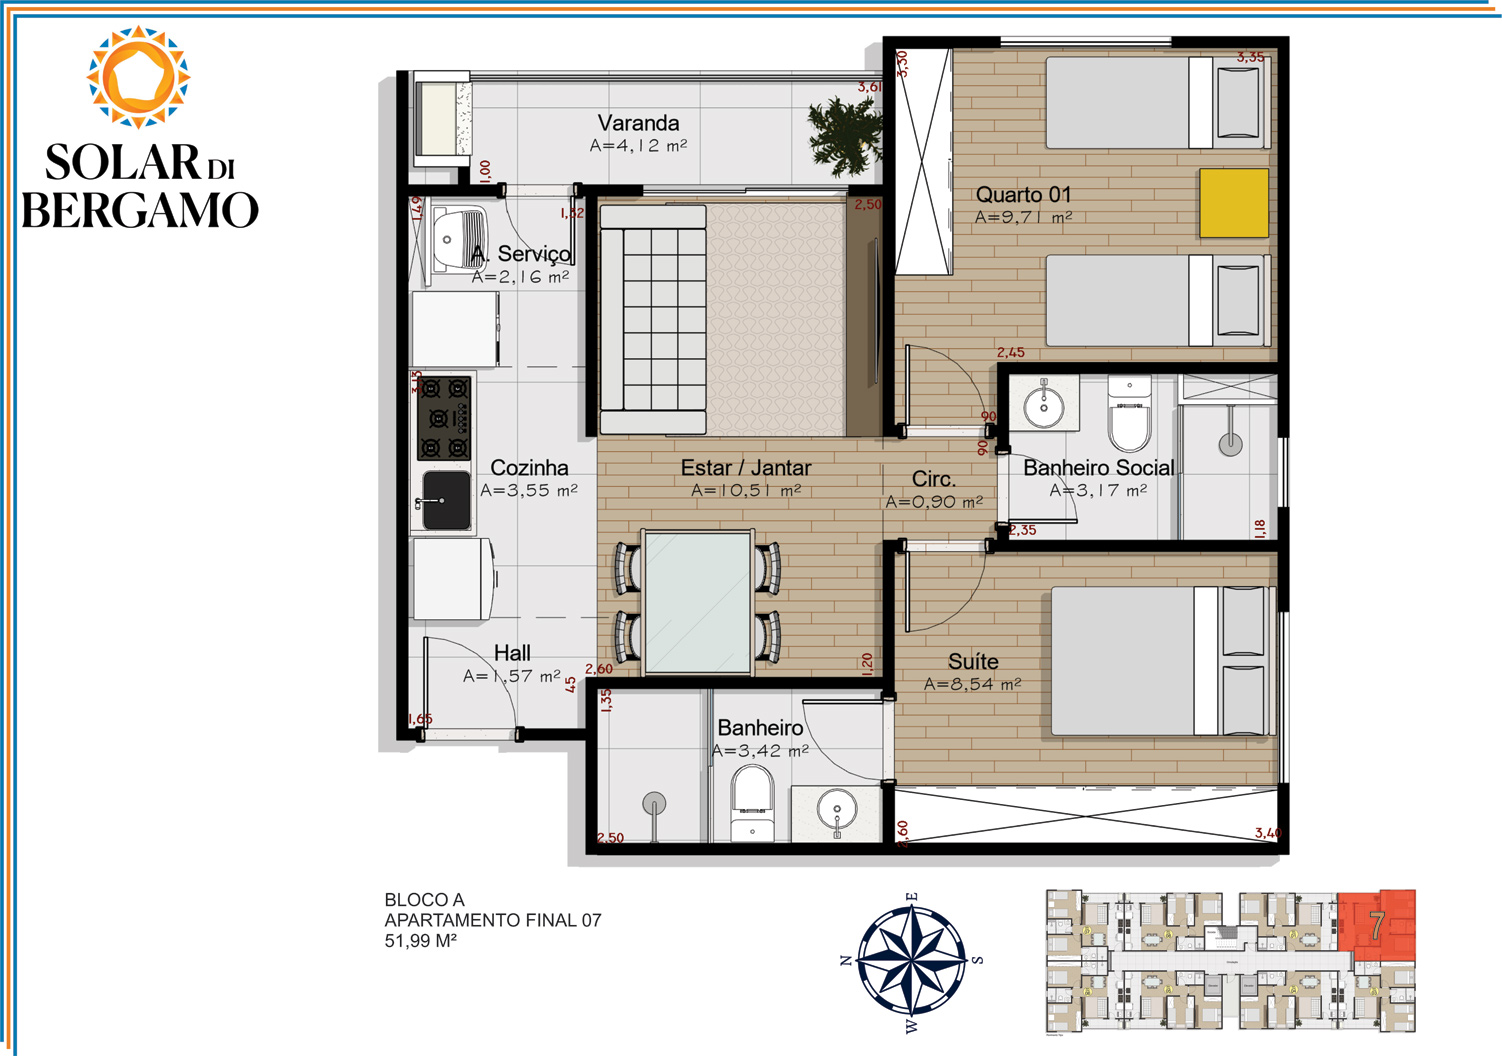 SOLAR DI
BERGAMO
3,30
3,35
3,61
Varanda
A=4,12 m²
1,00
Quarto 01
A=9,71 m²
1,49
1,32
2,50
A. Serviço
A=2,16 m²
2,45
3,13
90
90
Cozinha
A=3,55 m²
Estar / Jantar
A=10,51 m²
Circ.
A=0,90 m²
Banheiro Social
A=3,17 m²
2,35
1,18
Hall
A=1,57 m²
2,60
45
1,20
Suíte
A=8,54 m²
1,65
1,35
Banheiro
A=3,42 m²
2,50
2,60
3,40
BLOCO A
APARTAMENTO FINAL 07
51,99 M²
E
N
S
W
7